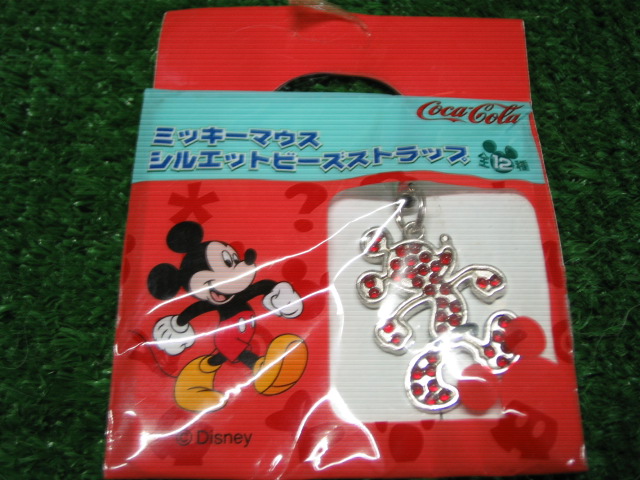 Coca-Cola
ミッキーマウス
シルエットビーズストラップ
全12種
© Disney